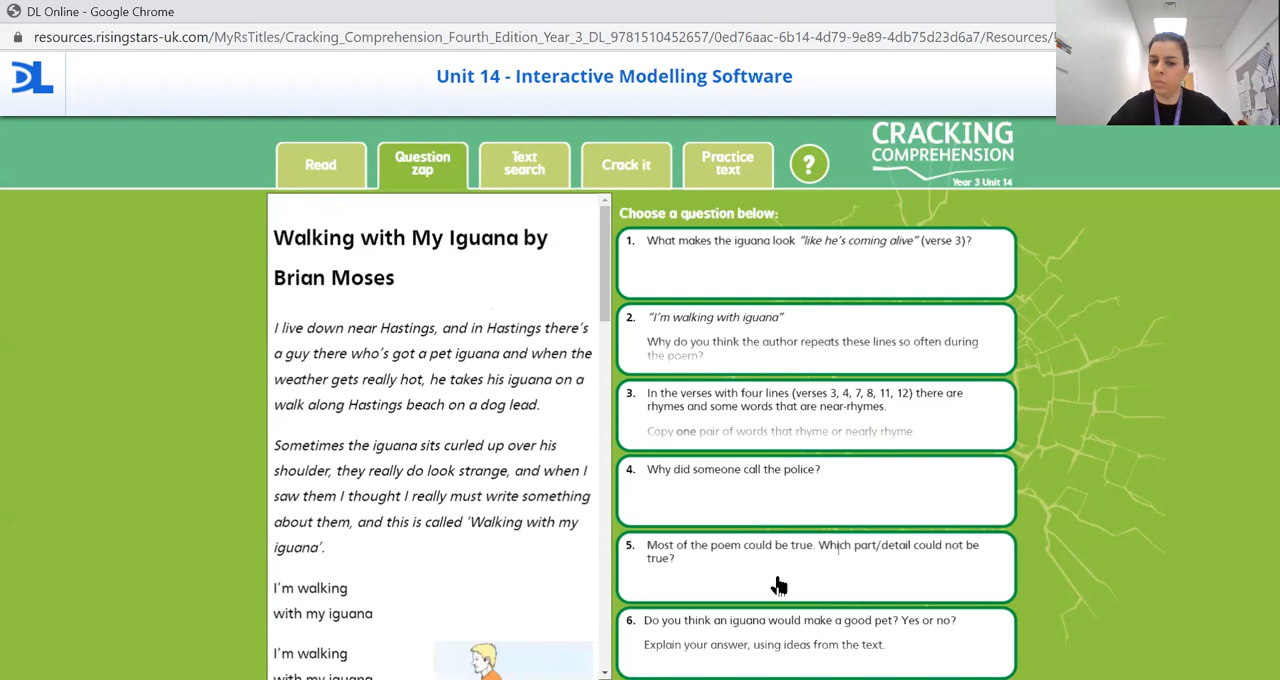 DL Online - Google Chrome
resources.risingstars-uk.com/MyRsTitles/Cracking_Comprehension_Fourth_Edition_Year_3_DL_9781510452657/0ed76aac-6b14-4d79-9e89-4db75d23d6a7/Resources/
DL
Unit 14 - Interactive Modelling Software
Read
Question
zap
Text
search
Crack it
Practice
text
?
CRACKING
COMPREHENSION
Year 3 Unit 14
Walking with My Iguana by
Brian Moses
I live down near Hastings, and in Hastings there's
a guy there who's got a pet iguana and when the
weather gets really hot, he takes his iguana on a
walk along Hastings beach on a dog lead.
Sometimes the iguana sits curled up over his
shoulder, they really do look strange, and when I
saw them I thought I really must write something
about them, and this is called 'Walking with my
iguana'.
I'm walking
with my iguana
I'm walking
with my iguana
Choose a question below:
1. What makes the iguana look "like he's coming alive" (verse 3)?
2. "I'm walking with iguana"
Why do you think the author repeats these lines so often during
the poem?
3. In the verses with four lines (verses 3, 4, 7, 8, 11, 12) there are
rhymes and some words that are near-rhymes.
Copy one pair of words that rhyme or nearly rhyme.
4. Why did someone call the police?
5. Most of the poem could be true. Which part/detail could not be
true?
6. Do you think an iguana would make a good pet? Yes or no?
Explain your answer, using ideas from the text.